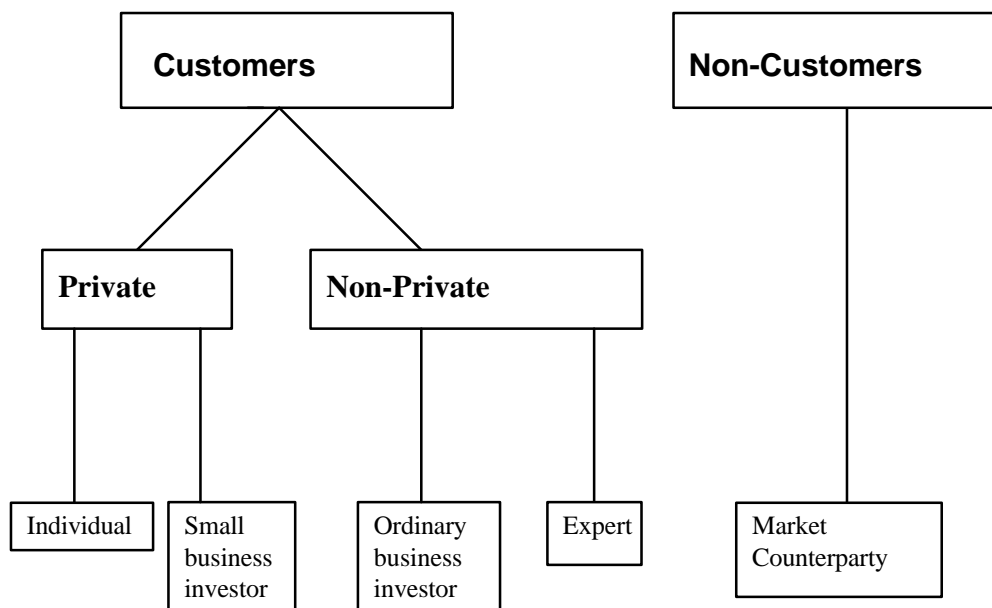 Customers
Non-Customers
Private
Non-Private
Individual
Small
business
investor
Ordinary
business
investor
Expert
Market
Counterparty